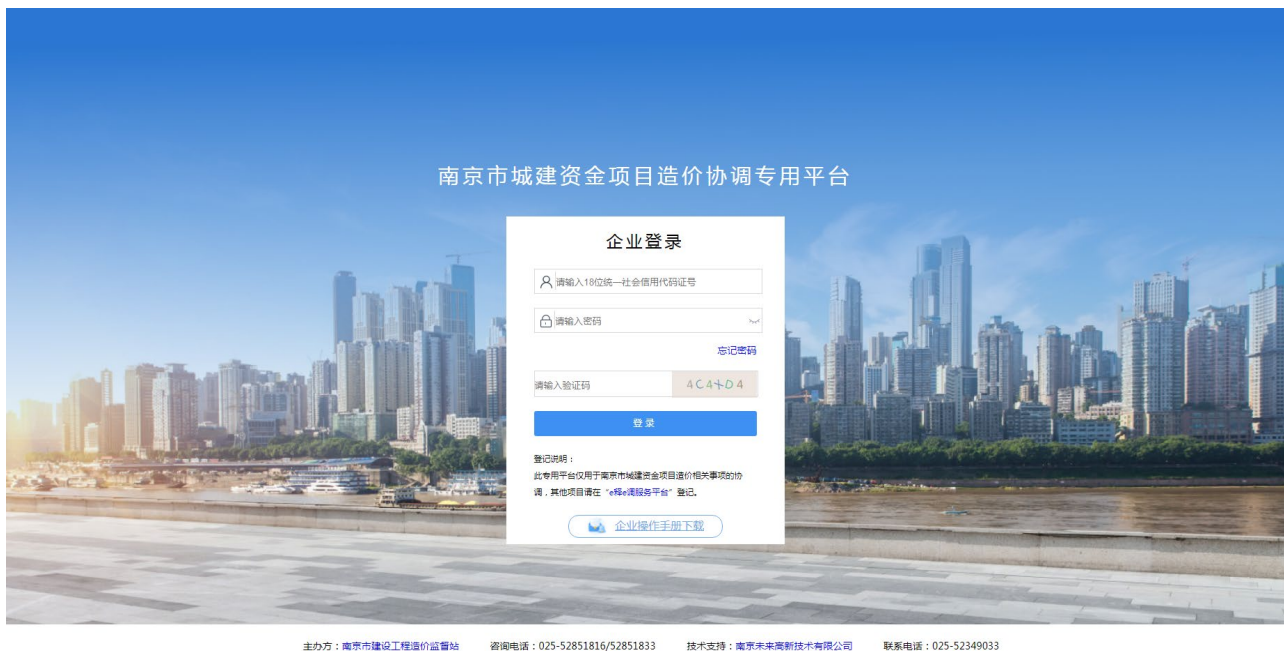 南京市城建资金项目造价协调专用平台
企业登录
请输入18位统一社会信用代码证号
请输入密码
忘记密码
请输入验证码 4C4XD4
登录
登记说明：
此专用平台仅用于南京市城建资金项目造价相关事项的协
调，其他项目请在“e释e调服务平台”登记。
企业操作手册下载
主办方：南京市建设工程造价监督站 咨询电话：025-52851816/52851833 技术支持：南京未来高新技术有限公司 联系电话：025-52349033